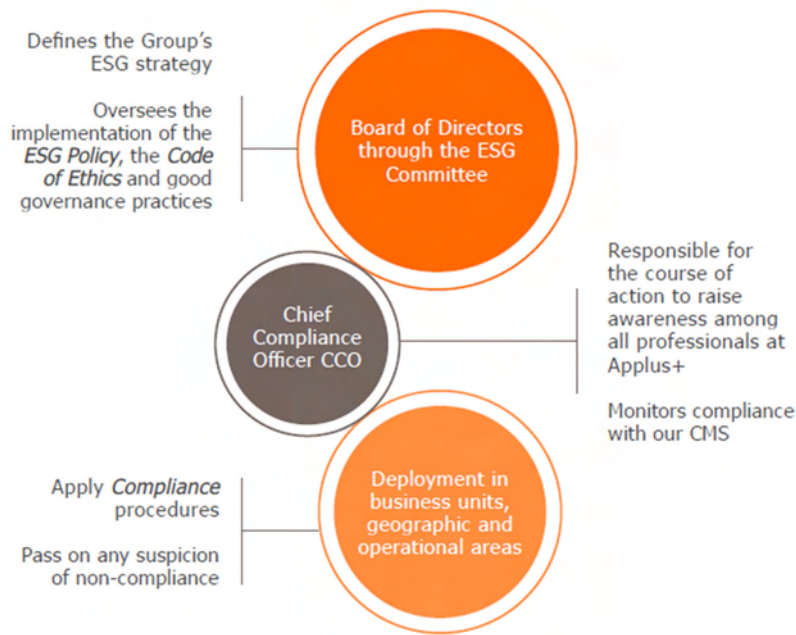 Defines the Group's
ESG strategy
Oversees the
implementation of the
ESG Policy, the Code
of Ethics and good
governance practices
Board of Directors
through the ESG
Committee
Chief
Compliance
Officer CCO
Responsible for
the course of
action to raise
awareness among
all professionals at
Applus+
Monitors compliance
with our CMS
Apply Compliance
procedures
Pass on any suspicion
of non-compliance
Deployment in
business units,
geographic and
operational areas